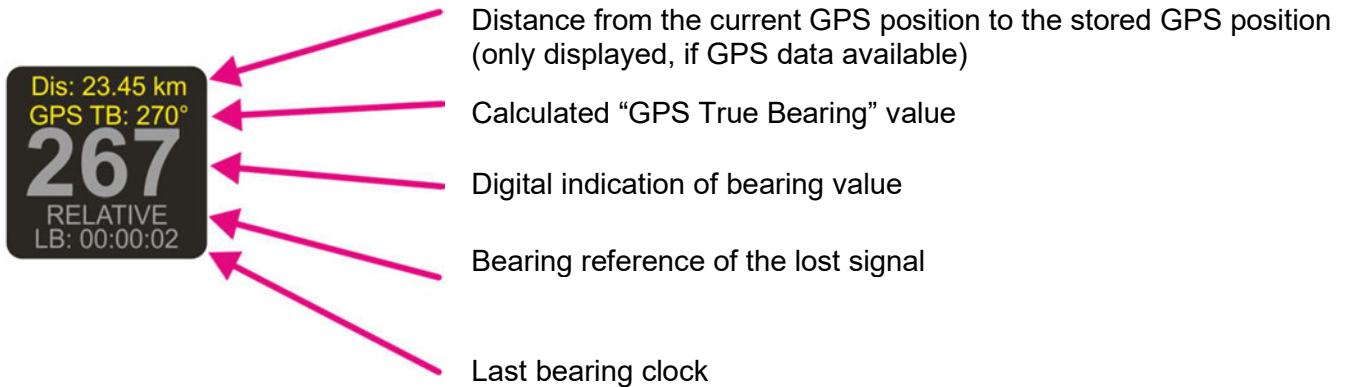 Distance from the current GPS position to the stored GPS position
(only displayed, if GPS data available)
Dis: 23.45 km
GPS TB: 270°
267
RELATIVE
LB: 00:00:02
Calculated “GPS True Bearing” value
Digital indication of bearing value
Bearing reference of the lost signal
Last bearing clock